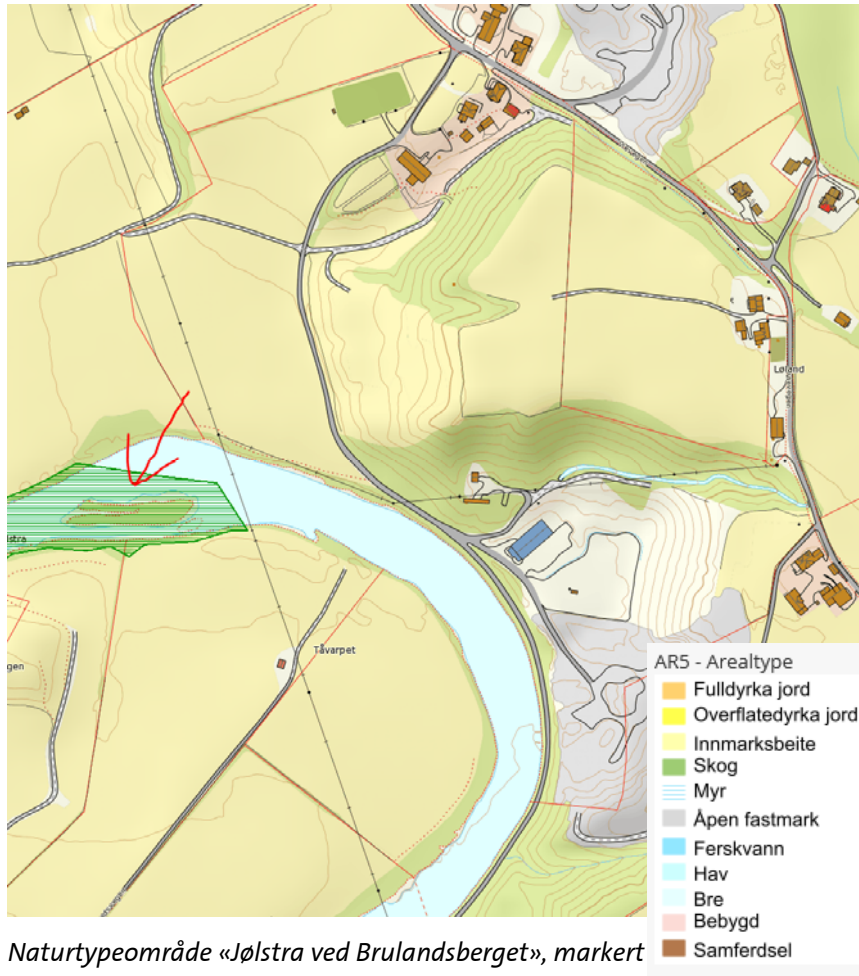 Løland
lstra
Tåvarpet
gen
AR5 - Arealtype
Fulldyrka jord
Overflatedyrka jord
Innmarksbeite
Skog
Myr
Åpen fastmark
Ferskvann
Hav
Bre
Bebygd
Samferdsel
Naturtypeområde «Jølstra ved Brulandsberget», markert